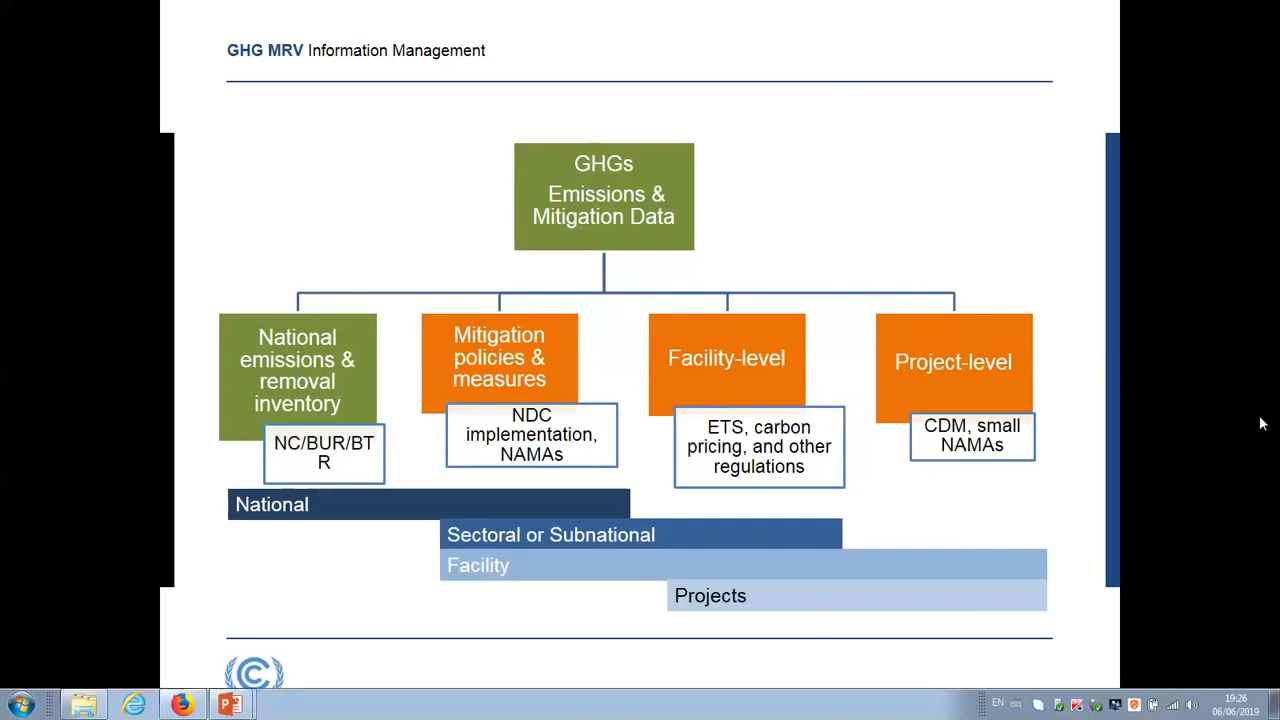 GHG MRV Information Management
GHGs
Emissions &
Mitigation Data
National
emissions &
removal
inventory
NC/BUR/BT
R
Mitigation
policies &
measures
NDC
implementation,
NAMAs
Facility-level
ETS, carbon
pricing, and other
regulations
Project-level
CDM, small
NAMAs
National
Sectoral or Subnational
Facility
Projects
EN
19:26
06/06/2019